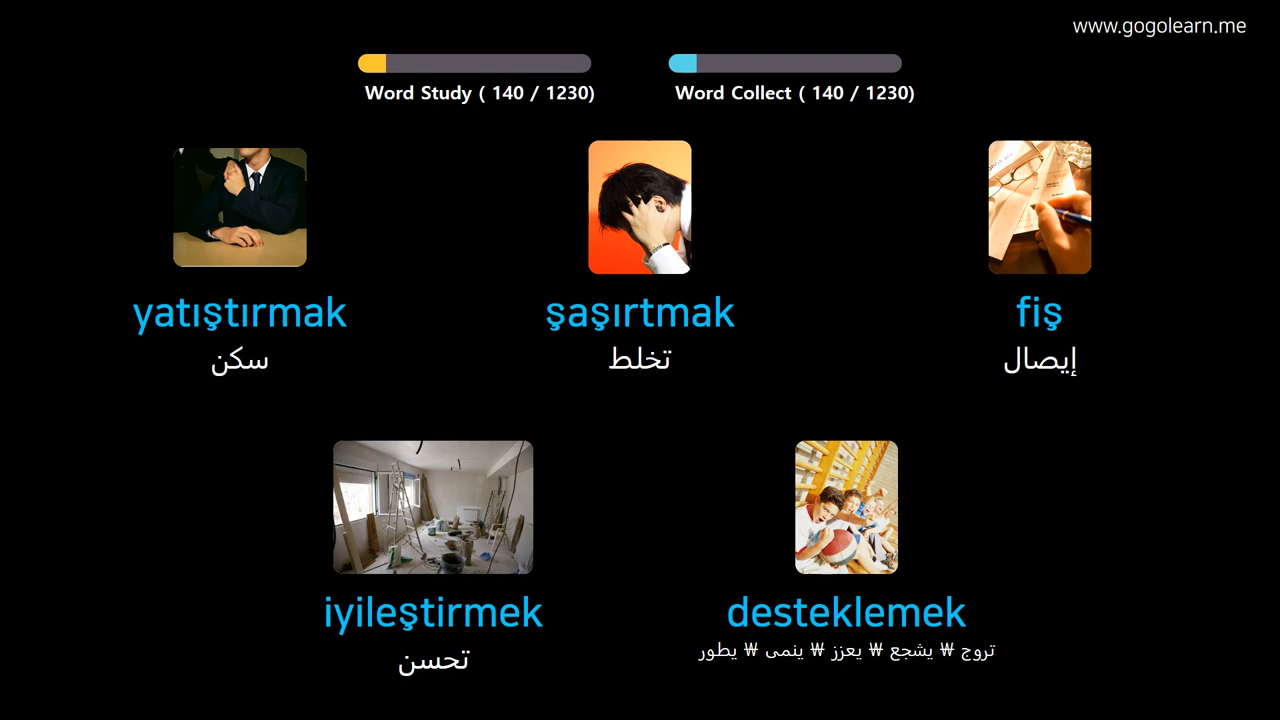 www.gogolearn.me
Word Study ( 140 / 1230)
Word Collect ( 140 / 1230)
yatıştırmak
سكن
şaşırtmak
تخلط
fiş
إيصال
iyileştirmek
تحسن
desteklemek
تروج ₩ يشجع ₩ يعزز ₩ ينمى ₩ يطور